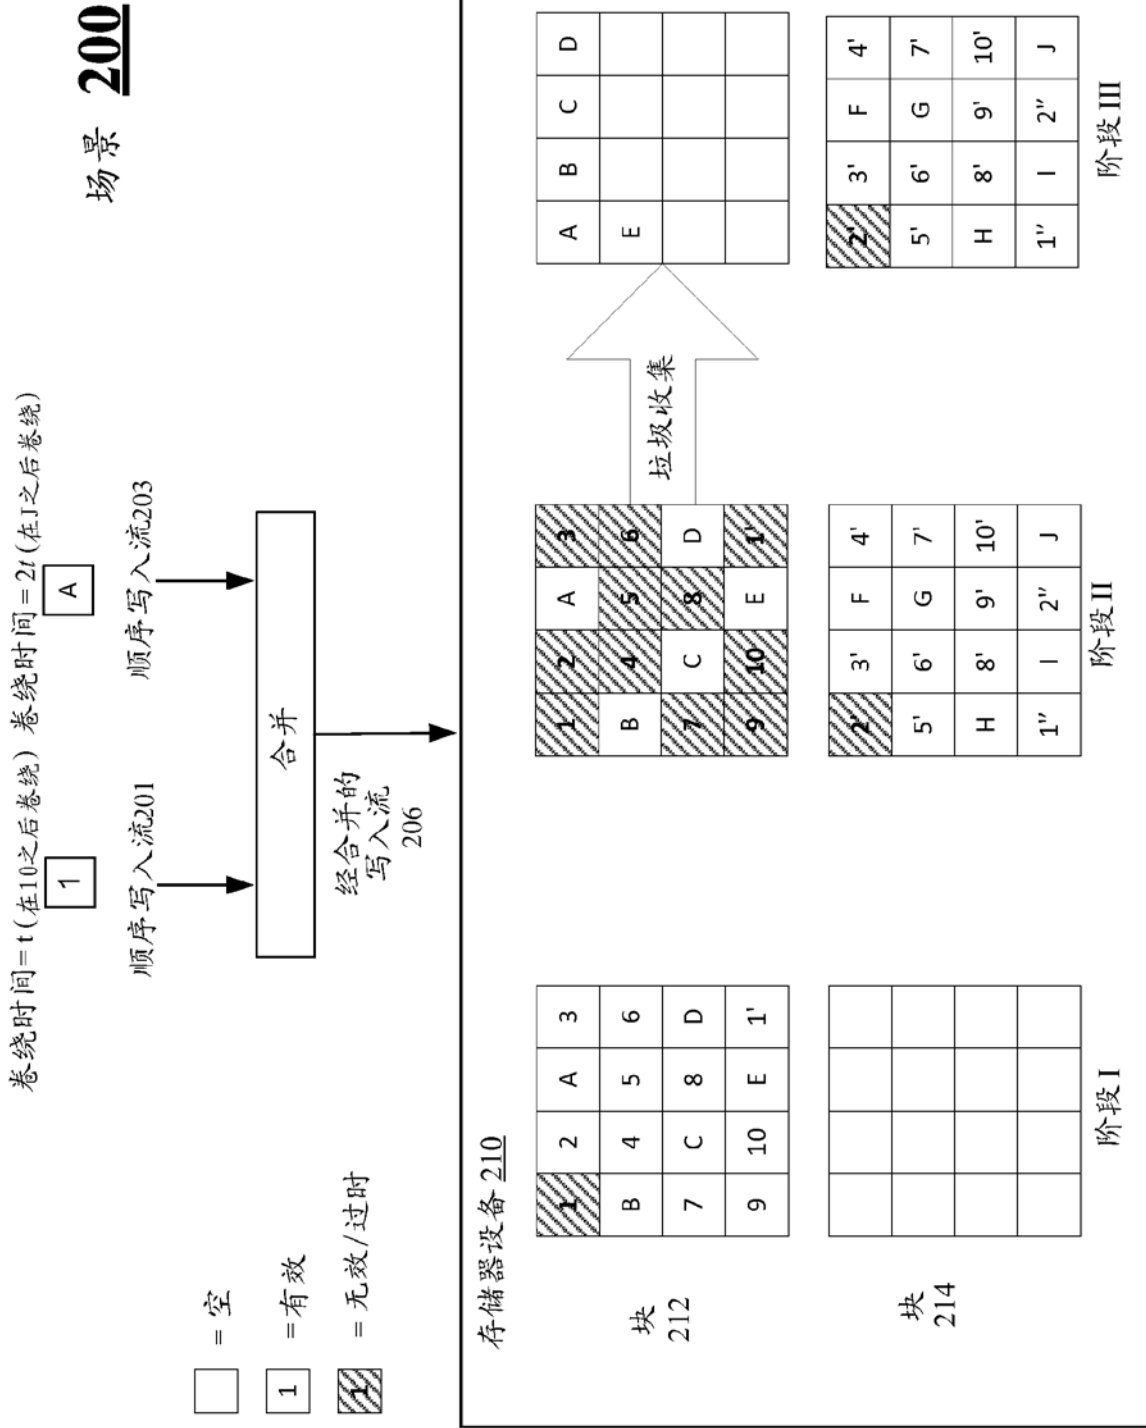 卷绕时间= t (在10之后卷绕) 卷绕时间 = 2t (在J之后卷绕)
1
A
场景 200
顺序写入流201
顺序写入流203
= 空
1 =有效
1 = 无效/过时
合并
经合并的
写入流
206
存储器设备 210
块
212
1 2 A 3
B 4 5 6
7 C 8 D
9 10 E 1'
1 2 A 3
B 4 5 6
7 C 8 D
9 10 E 1'
垃圾收集
A B C D
E
块
214
2' 3' F 4'
5' 6' G 7'
H 8' 9' 10'
1'' I 2'' J
2' 3' F 4'
5' 6' G 7'
H 8' 9' 10'
1'' I 2'' J
阶段 I
阶段 II
阶段 III